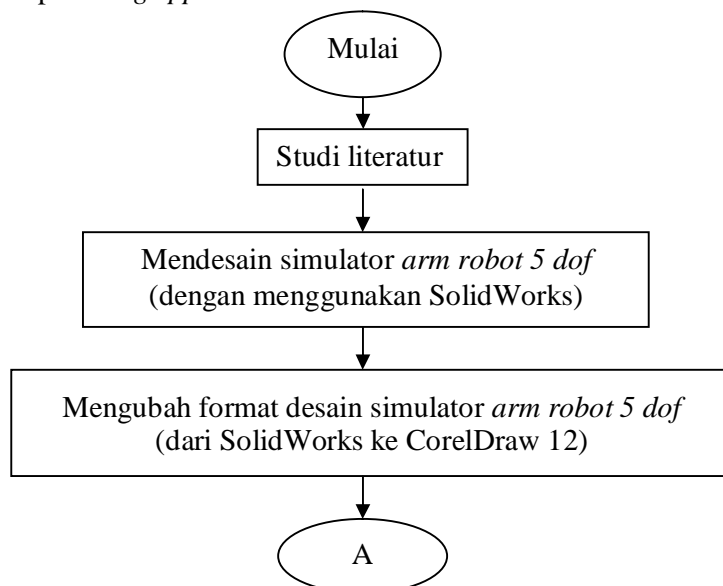 Mulai
Studi literatur
Mendesain simulator arm robot 5 dof
(dengan menggunakan SolidWorks)
Mengubah format desain simulator arm robot 5 dof
(dari SolidWorks ke CorelDraw 12)
A